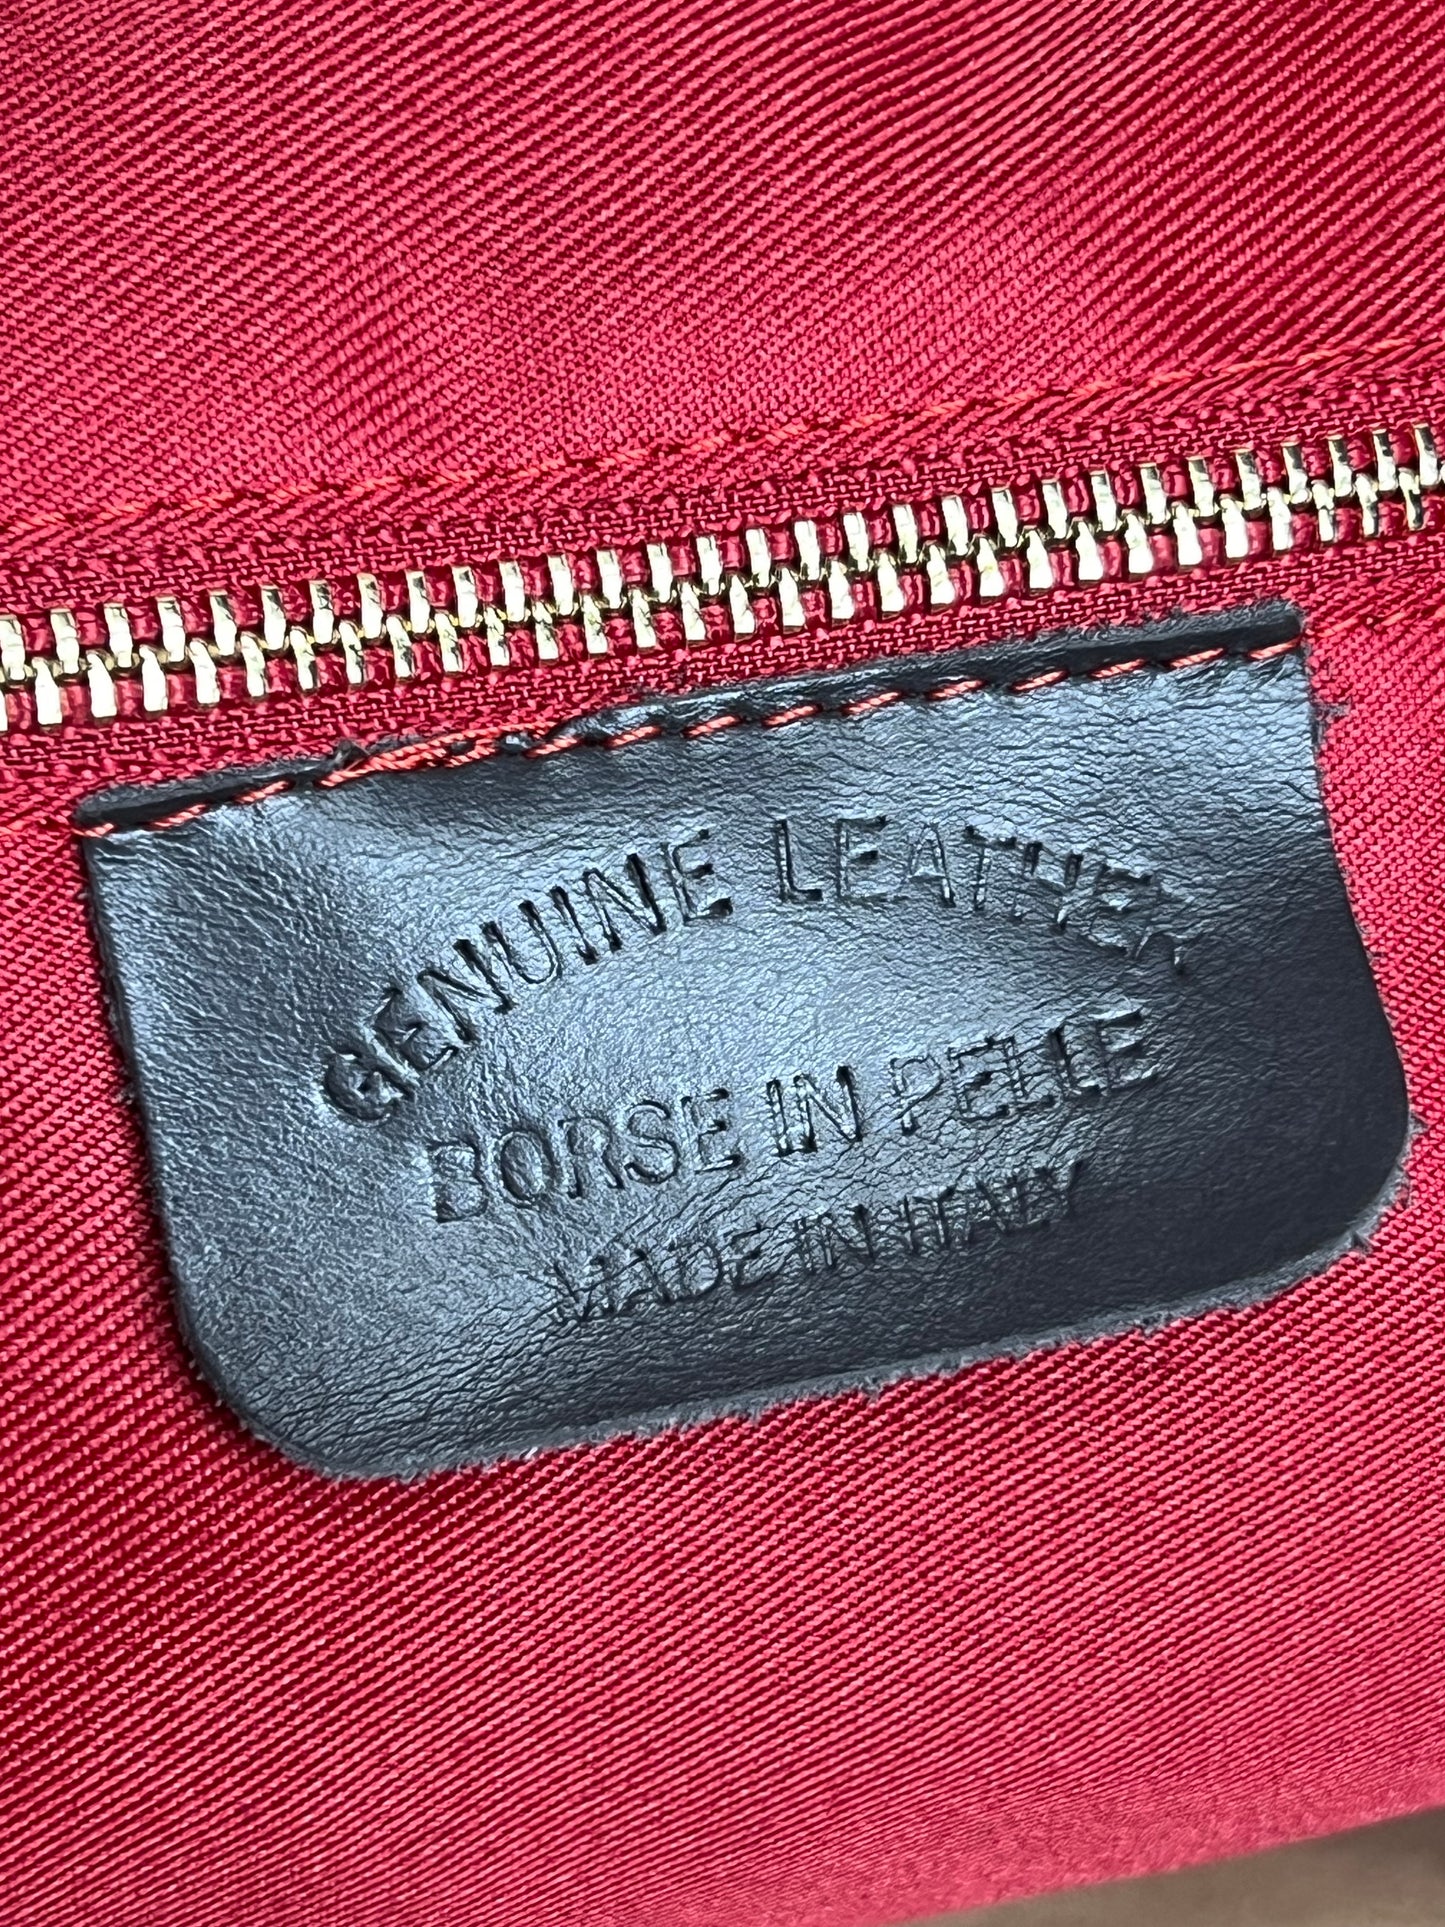 GENUINE LEATHER
BORSE IN PELLE
MADE IN ITALY